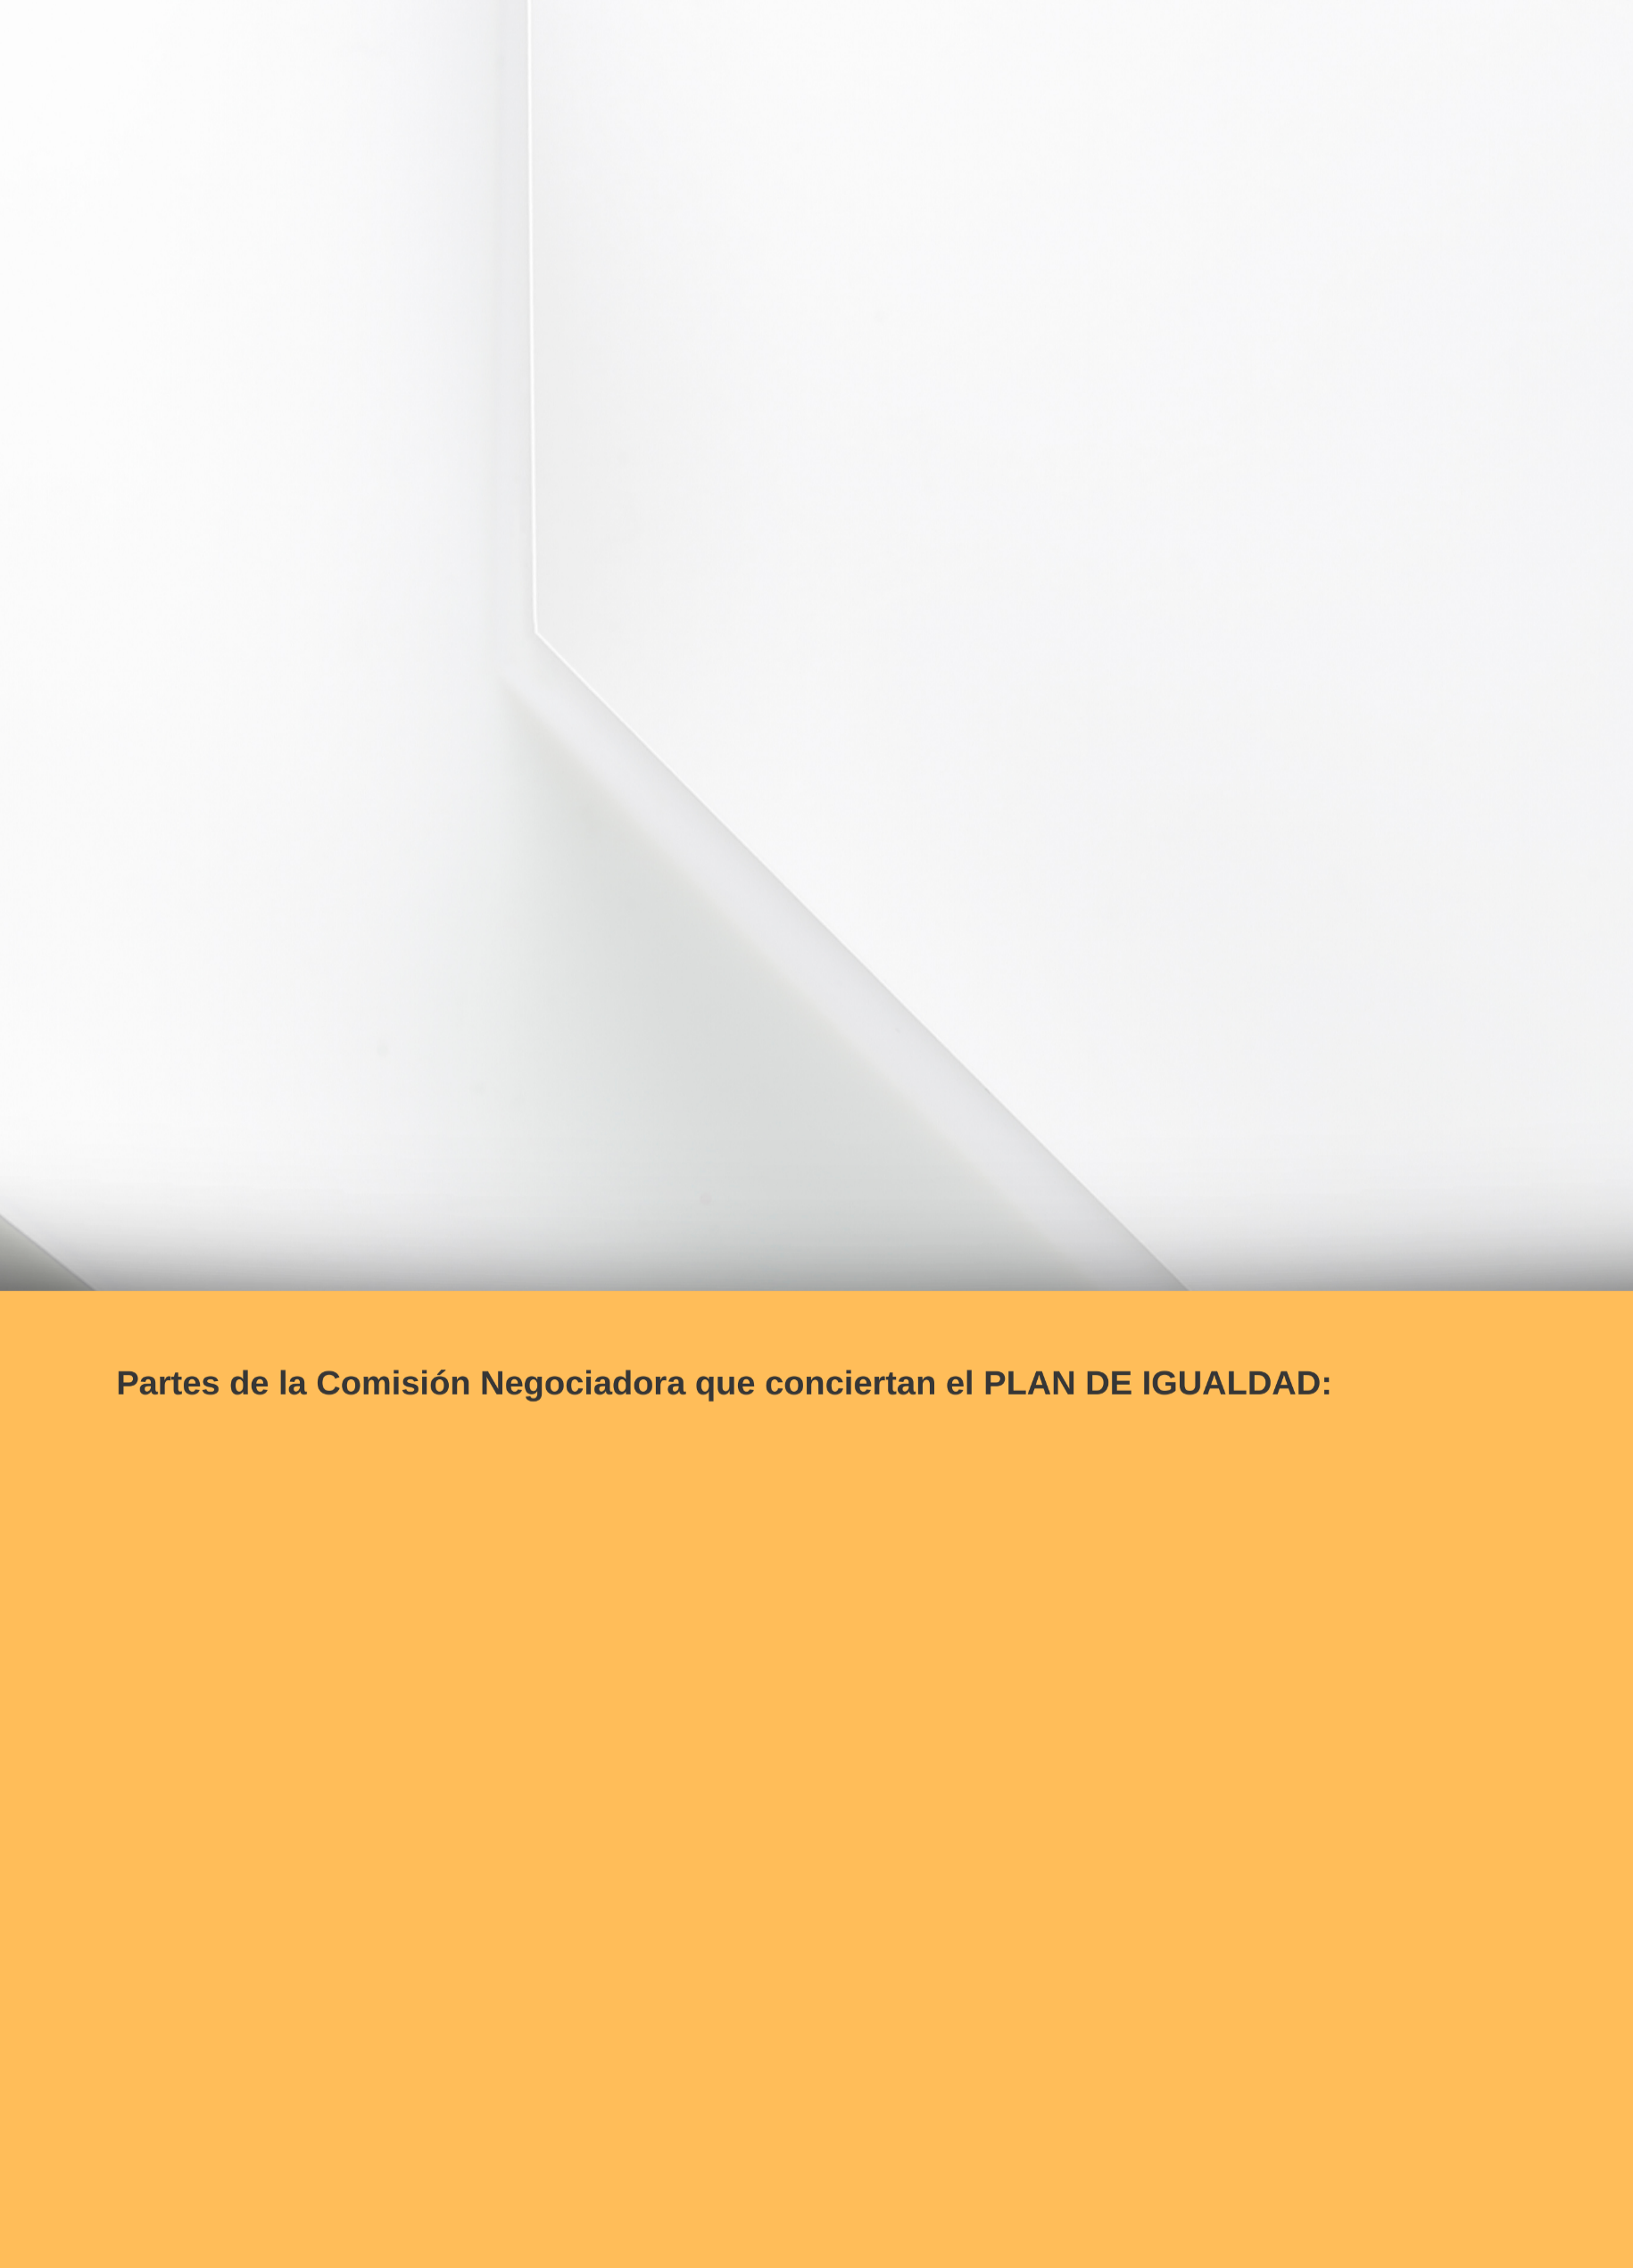 Partes de la Comisión Negociadora que conciertan el PLAN DE IGUALDAD: